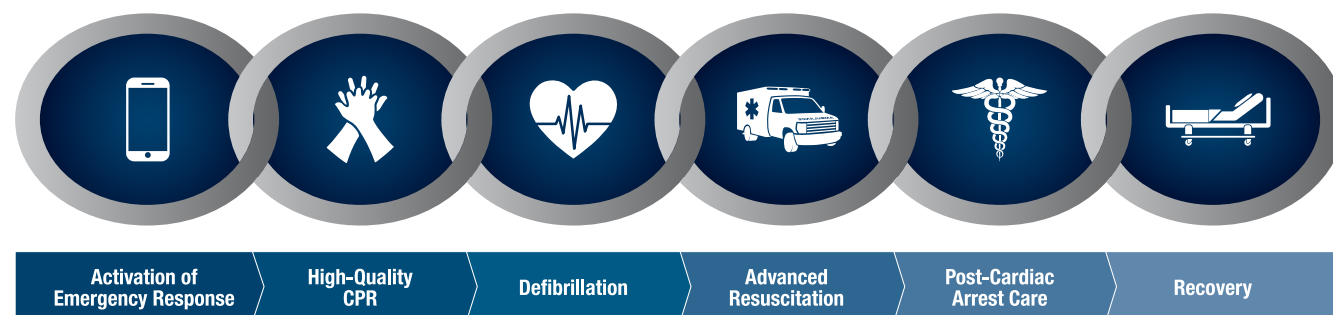 Activation of
Emergency Response
High-Quality
CPR
Defibrillation
Advanced
Resuscitation
Post-Cardiac
Arrest Care
Recovery